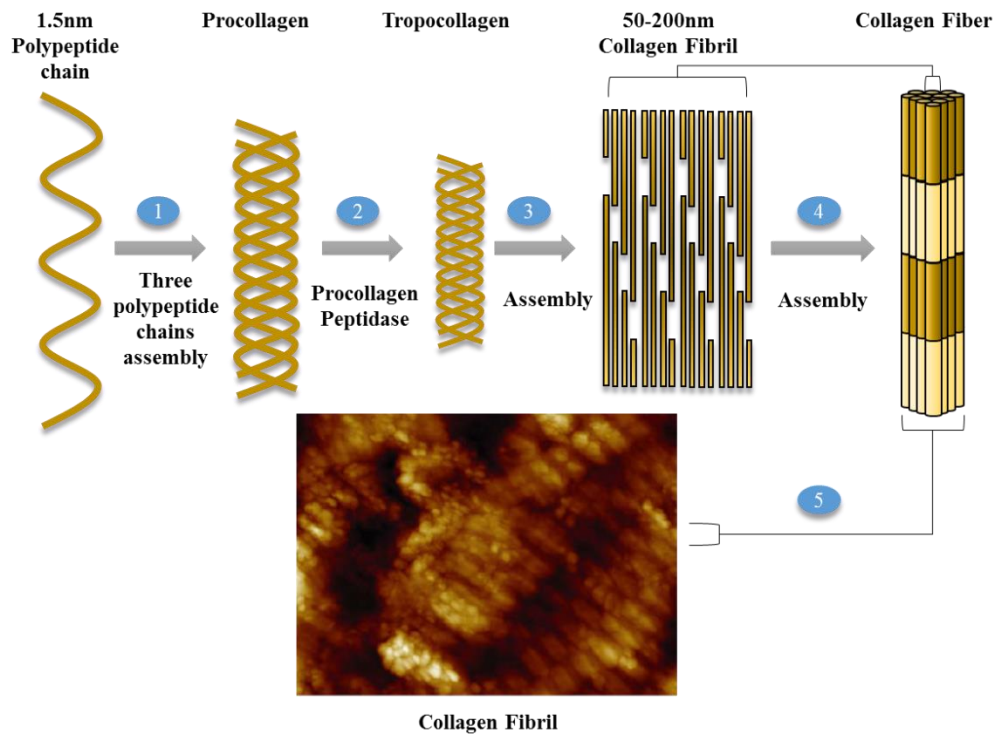 1.5nm
Polypeptide
chain
Procollagen
Tropocollagen
50-200nm
Collagen Fibril
Collagen Fiber
1
2
3
4
Three
polypeptide
chains
assembly
Procollagen
Peptidase
Assembly
Assembly
5
Collagen Fibril